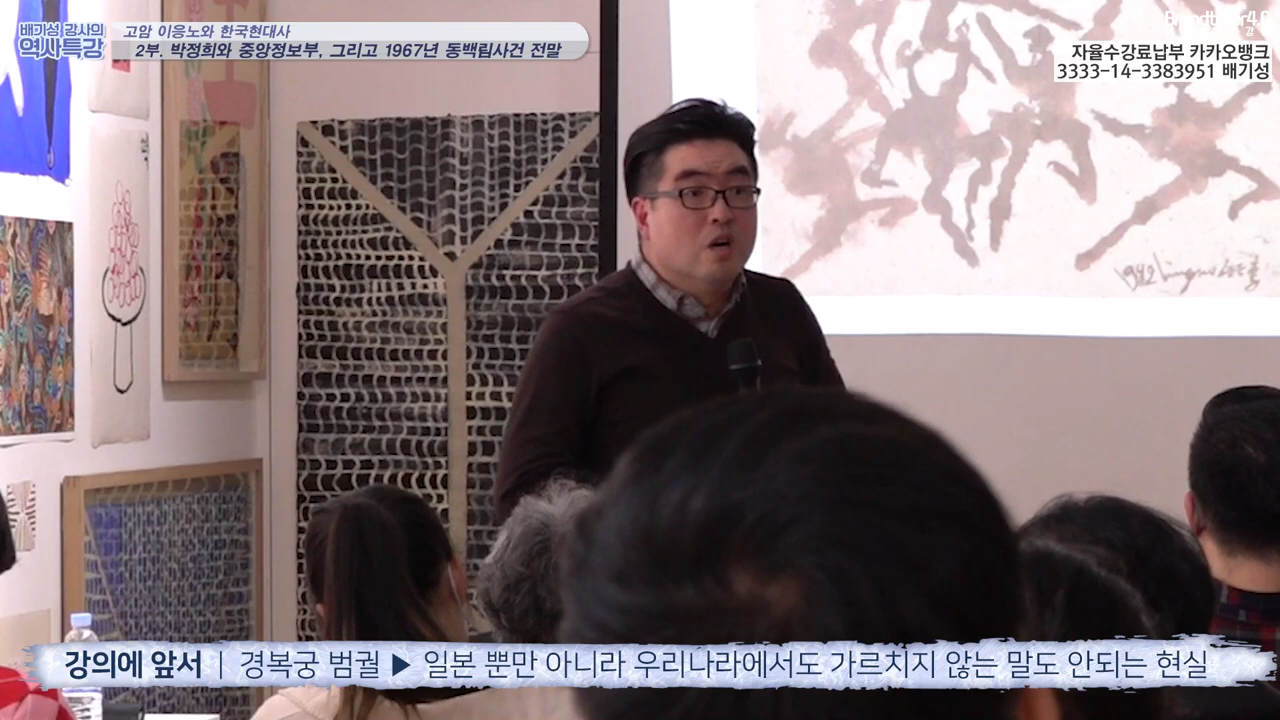 배기성 강사의
역사특강
고암 이응노와 한국현대사
2부. 박정희와 중앙정보부, 그리고 1967년 동백림사건 전말
자율수강료납부 카카오뱅크
3333-14-3383951 배기성
강의에 앞서 | 경복궁 범궐 ▶ 일본 뿐만 아니라 우리나라에서도 가르치지 않는 말도 안되는 현실